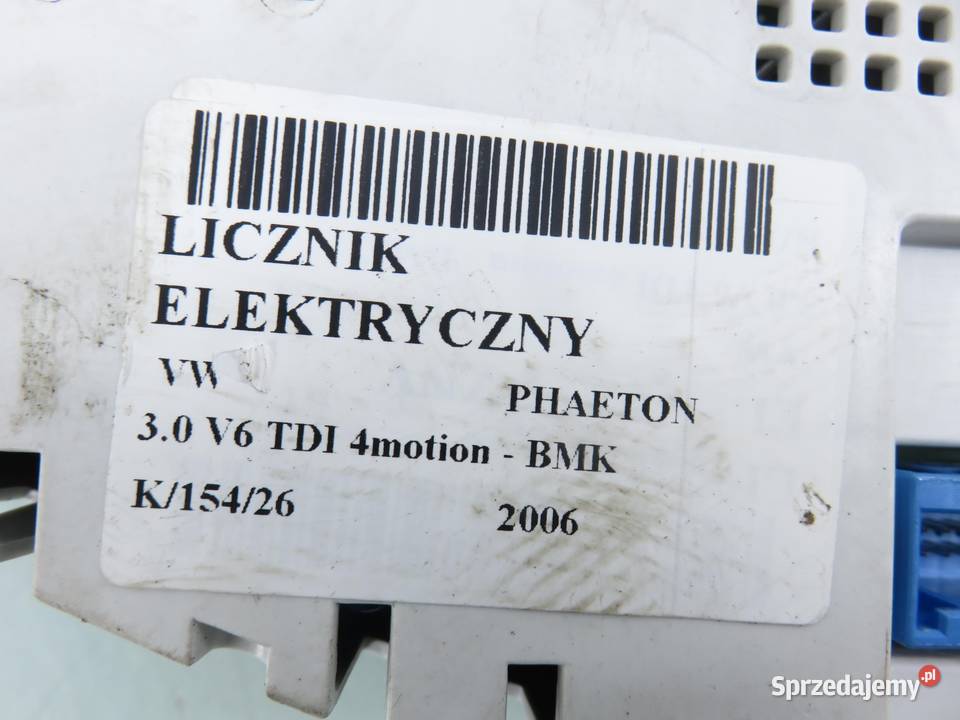 LICZNIK
ELEKTRYCZNY
VW PHAETON
3.0 V6 TDI 4motion - BMK
K/154/26 2006
Sprzedajemy.pl